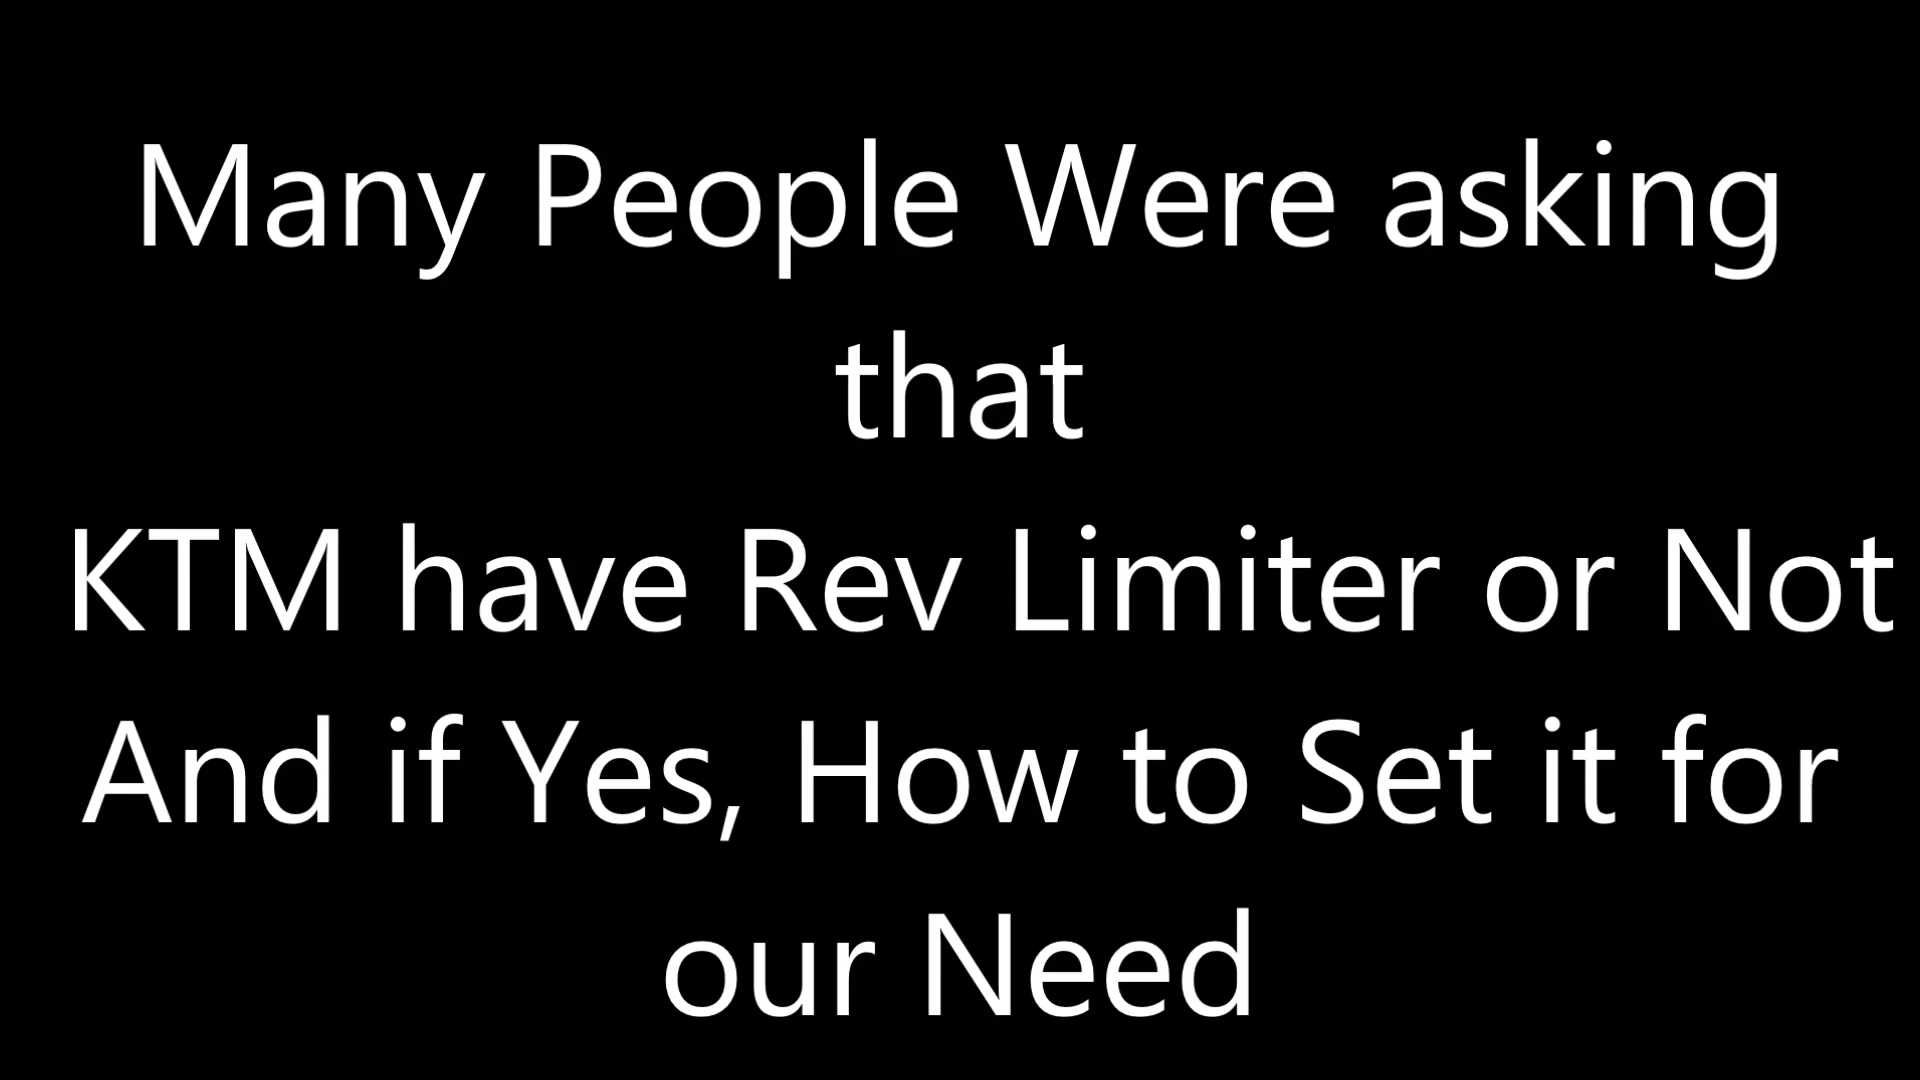 Many People Were asking
that
KTM have Rev Limiter or Not
And if Yes, How to Set it for
our Need